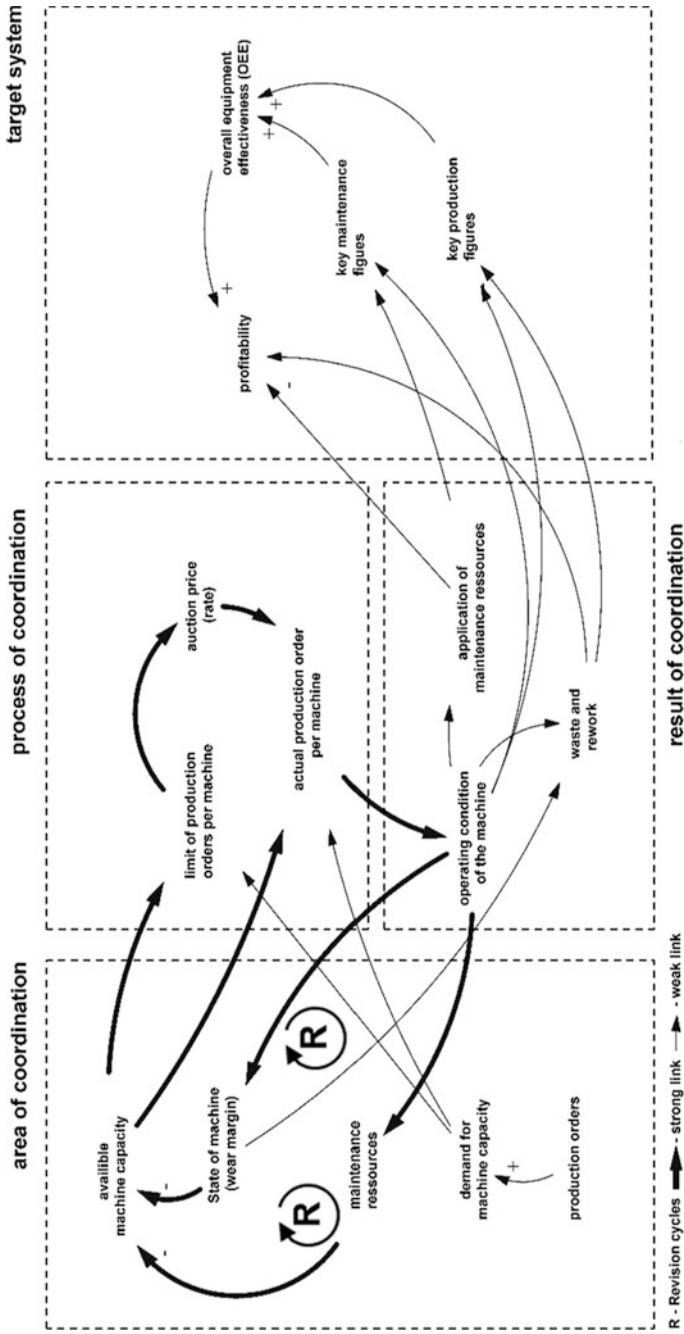 area of coordination
process of coordination
target system
availible
machine capacity
-
-
State of machine
(wear margin)
R
R
maintenance
ressources
demand for
machine capacity
+
production orders
limit of production
orders per machine
auction price
(rate)
actual production order
per machine
operating condition
of the machine
application of
maintenance ressources
waste and
rework
overall equipment
effectiveness (OEE)
+
+
+
profitability
-
key maintenance
figues
key production
figures
result of coordination
R - Revision cycles - strong link - weak link